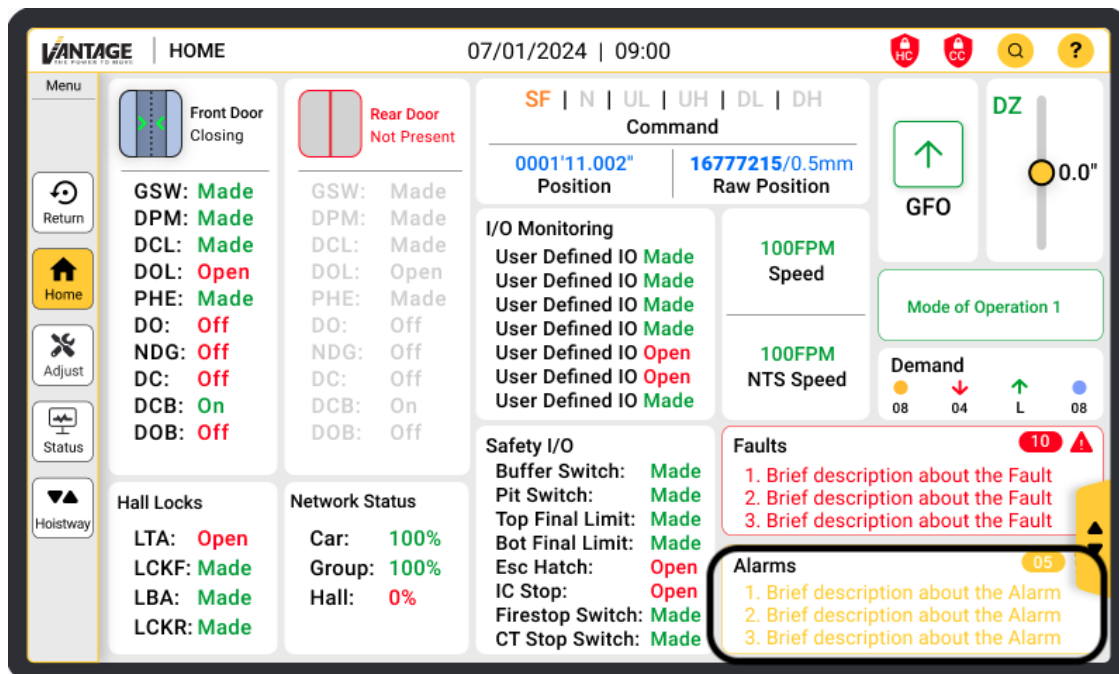 VANTAGE
THE POWER TO MOVE
HOME
07/01/2024 | 09:00
HC
CC
?
Menu
Return
Home
Adjust
Status
Hoistway
Front Door
Closing
GSW: Made
DPM: Made
DCL: Made
DOL: Open
PHE: Made
DO: Off
NDG: Off
DC: Off
DCB: On
DOB: Off
Rear Door
Not Present
GSW: Made
DPM: Made
DCL: Made
DOL: Open
PHE: Made
DO: Off
NDG: Off
DC: Off
DCB: On
DOB: Off
SF | N | UL | UH | DL | DH
Command
0001'11.002"
Position
16777215/0.5mm
Raw Position
I/O Monitoring
User Defined IO Made
User Defined IO Made
User Defined IO Made
User Defined IO Made
User Defined IO Open
User Defined IO Open
User Defined IO Made
100FPM
Speed
100FPM
NTS Speed
GFO
DZ
0.0"
Mode of Operation 1
Demand
08 04 L 08
Hall Locks
LTA: Open
LCKF: Made
LBA: Made
LCKR: Made
Network Status
Car: 100%
Group: 100%
Hall: 0%
Safety I/O
Buffer Switch: Made
Pit Switch: Made
Top Final Limit: Made
Bot Final Limit: Made
Esc Hatch: Open
IC Stop: Open
Firestop Switch: Made
CT Stop Switch: Made
Faults 10
1. Brief description about the Fault
2. Brief description about the Fault
3. Brief description about the Fault
Alarms 05
1. Brief description about the Alarm
2. Brief description about the Alarm
3. Brief description about the Alarm